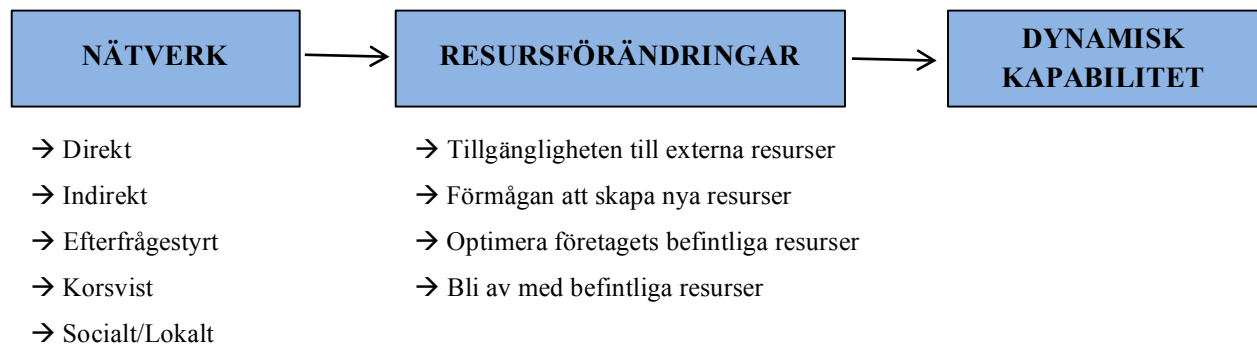 NÄTVERK
RESURSFÖRÄNDRINGAR
DYNAMISK
KAPABILITET
→ Direkt
→ Indirekt
→ Efterfrågestyrt
→ Korsvist
→ Socialt/Lokalt
→ Tillgängligheten till externa resurser
→ Förmågan att skapa nya resurser
→ Optimera företagets befintliga resurser
→ Bli av med befintliga resurser